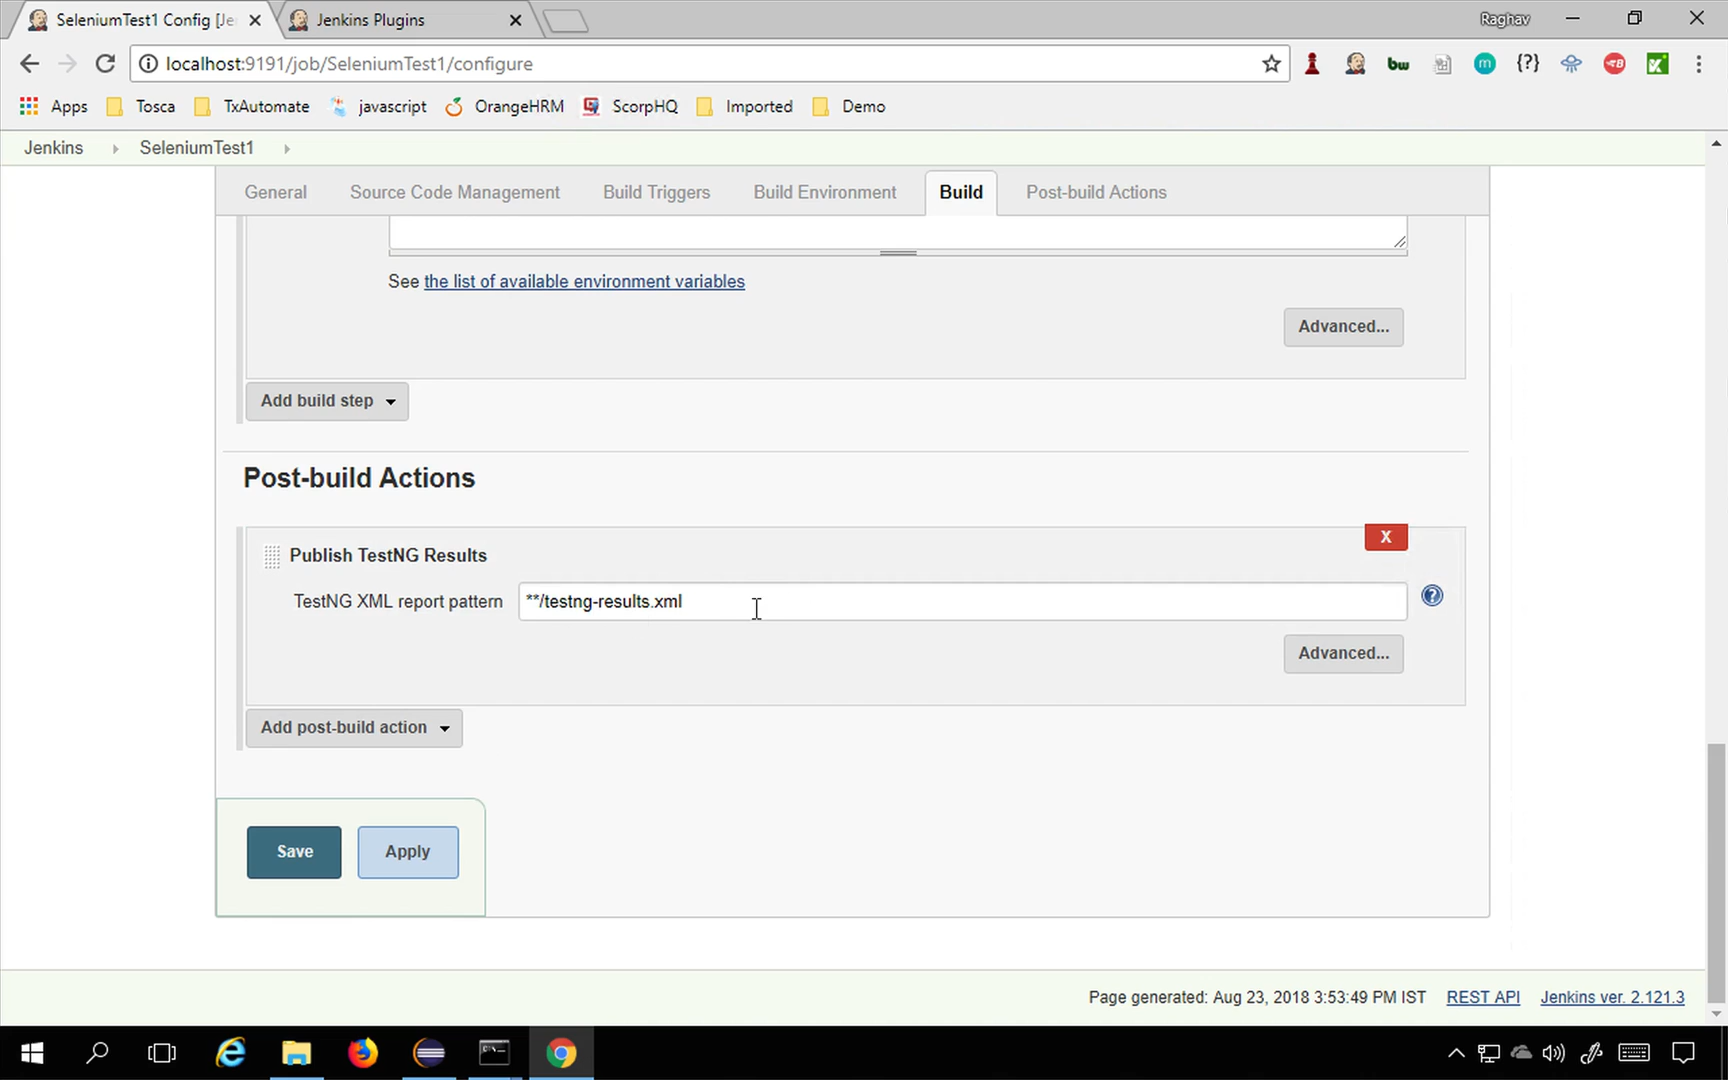 SeleniumTest1 Config [Je
Jenkins Plugins
Raghav
localhost:9191/job/SeleniumTest1/configure
bw
m
{?}
Apps
Tosca
TxAutomate
javascript
OrangeHRM
ScorpHQ
Imported
Demo
Jenkins
SeleniumTest1
General
Source Code Management
Build Triggers
Build Environment
Build
Post-build Actions
See the list of available environment variables
Advanced...
Add build step
Post-build Actions
X
Publish TestNG Results
TestNG XML report pattern
**/testng-results.xml
?
Advanced...
Add post-build action
Save
Apply
Page generated: Aug 23, 2018 3:53:49 PM IST
REST API
Jenkins ver. 2.121.3